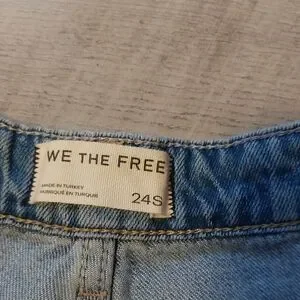 WE THE FREE
MADE IN TURKEY
FABRIQUÉ EN TURQUIE
24S